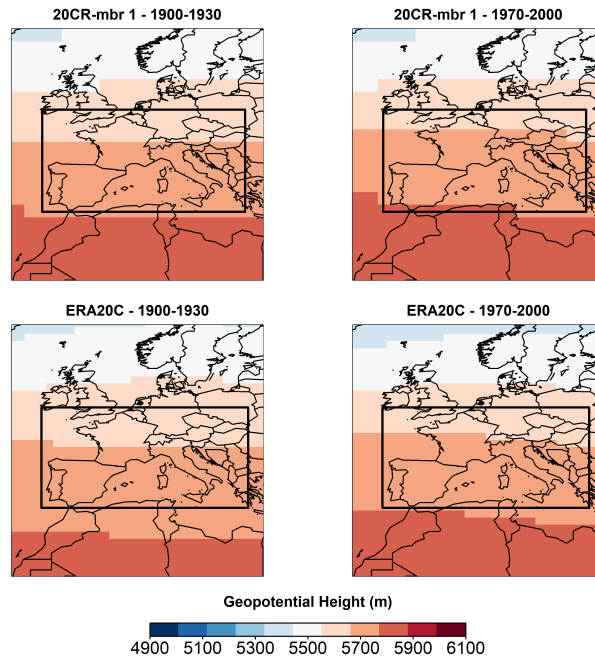 20CR-mbr 1 - 1900-1930
20CR-mbr 1 - 1970-2000
ERA20C - 1900-1930
ERA20C - 1970-2000
Geopotential Height (m)
4900 5100 5300 5500 5700 5900 6100